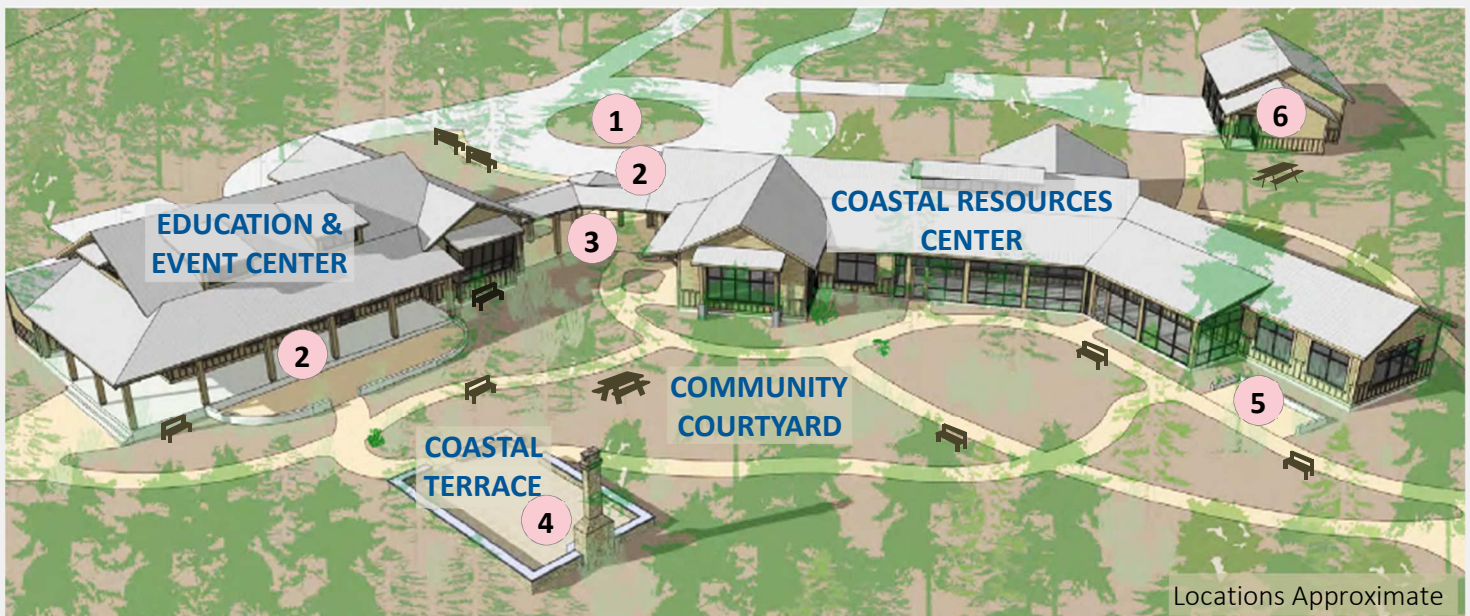 1
6
2
COASTAL RESOURCES
CENTER
EDUCATION &
EVENT CENTER
3
2
COMMUNITY
COURTYARD
5
COASTAL
TERRACE
4
Locations Approximate